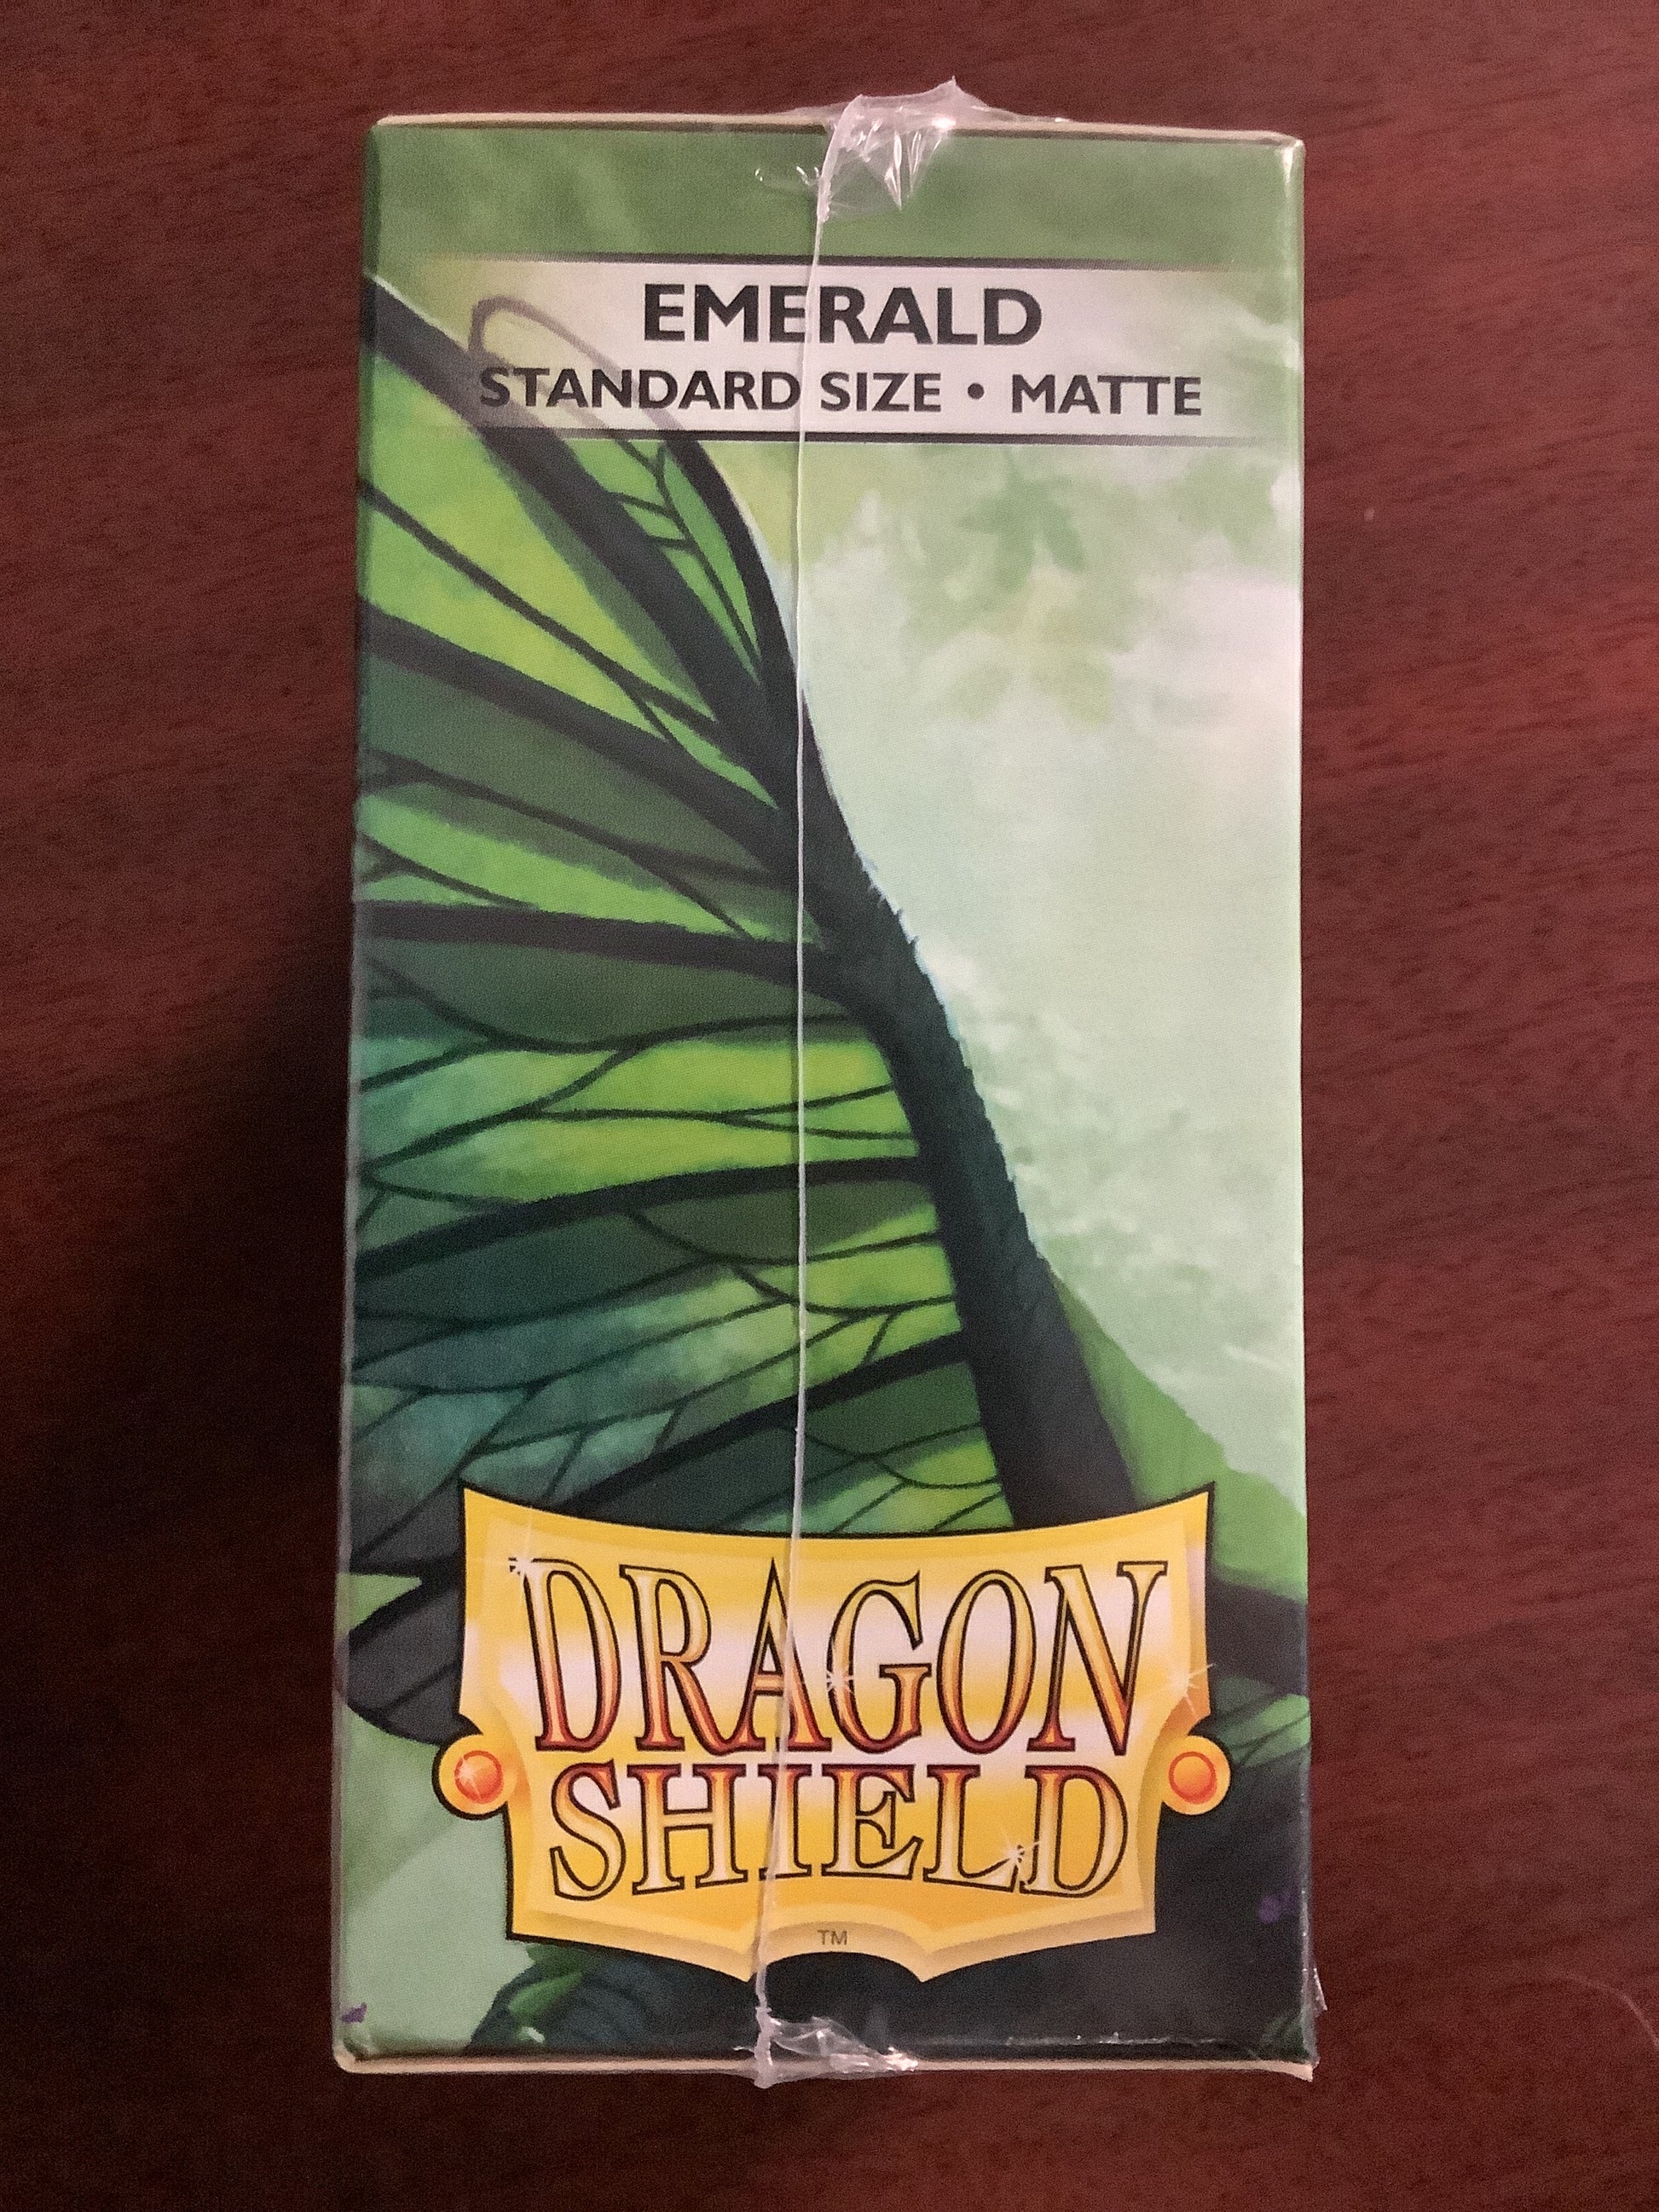 EMERALD
STANDARD SIZE • MATTE
DRAGON
SHIELD
TM